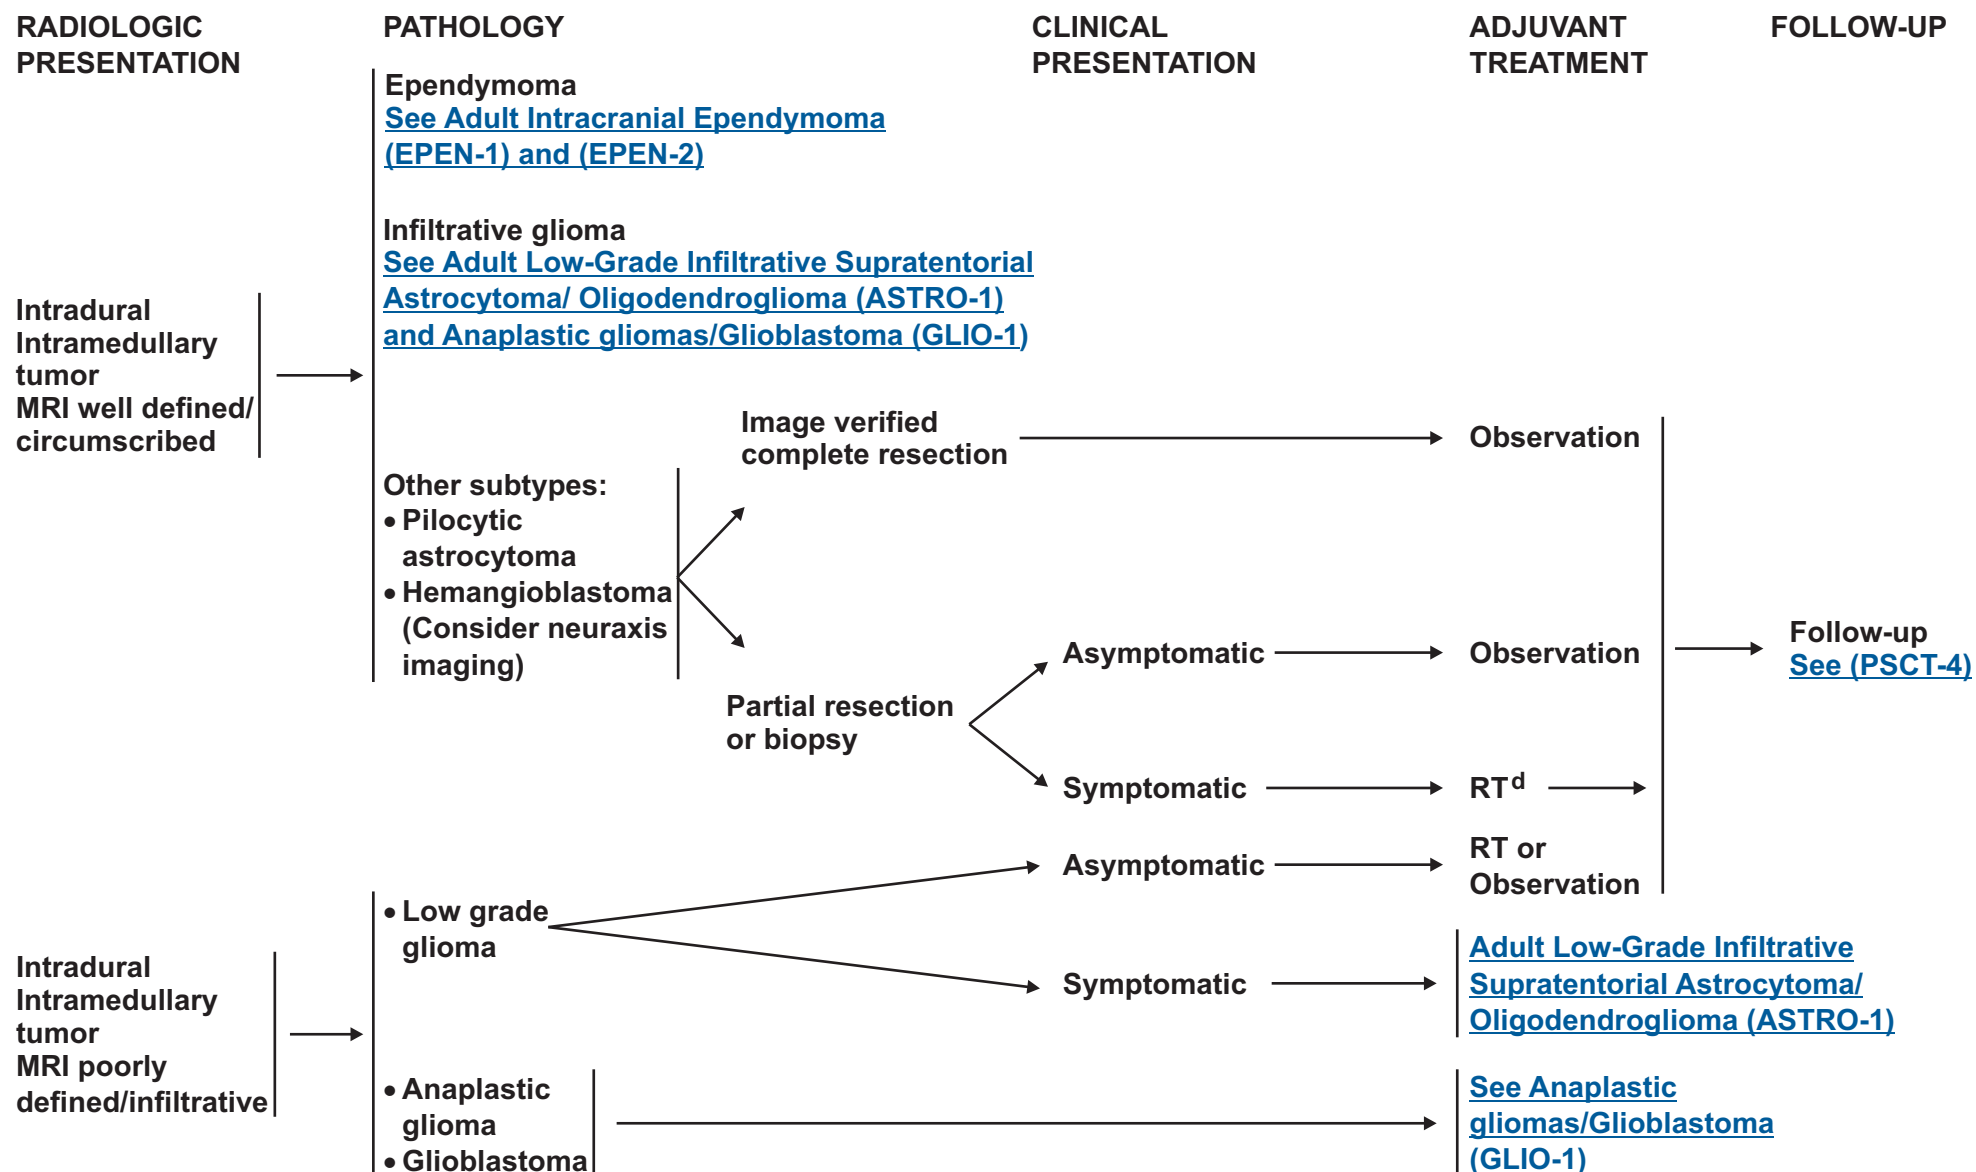 RADIOLOGIC
PRESENTATION
PATHOLOGY
CLINICAL
PRESENTATION
ADJUVANT
TREATMENT
FOLLOW-UP
Intradural
Intramedullary
tumor
MRI well defined/
circumscribed
Ependymoma
See Adult Intracranial Ependymoma
(EPEN-1) and (EPEN-2)
Infiltrative glioma
See Adult Low-Grade Infiltrative Supratentorial
Astrocytoma/ Oligodendroglioma (ASTRO-1)
and Anaplastic gliomas/Glioblastoma (GLIO-1)
Other subtypes:
• Pilocytic
astrocytoma
• Hemangioblastoma
(Consider neuraxis
imaging)
Image verified
complete resection
Observation
Partial resection
or biopsy
Asymptomatic
Observation
Symptomatic
RTd
Follow-up
See (PSCT-4)
Intradural
Intramedullary
tumor
MRI poorly
defined/infiltrative
• Low grade
glioma
Asymptomatic
RT or
Observation
Symptomatic
Adult Low-Grade Infiltrative
Supratentorial Astrocytoma/
Oligodendroglioma (ASTRO-1)
• Anaplastic
glioma
• Glioblastoma
See Anaplastic
gliomas/Glioblastoma
(GLIO-1)